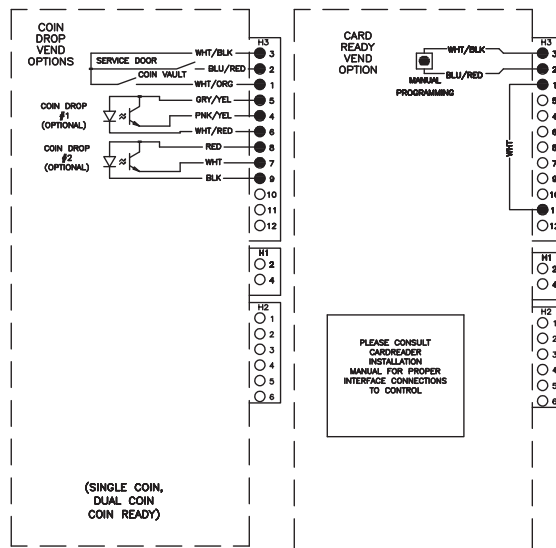 COIN
DROP
VEND
OPTIONS
H3
WHT/BLK
3
SERVICE DOOR
BLU/RED
2
COIN VAULT
WHT/ORG
1
GRY/YEL
5
COIN DROP
#1
(OPTIONAL)
PNK/YEL
4
WHT/RED
6
RED
8
COIN DROP
#2
(OPTIONAL)
WHT
7
BLK
9
10
11
12
H1
2
4
H2
1
2
3
4
5
6
(SINGLE COIN,
DUAL COIN
COIN READY)
CARD
READY
VEND
OPTION
H3
WHT/BLK
3
BLU/RED
2
MANUAL
PROGRAMMING
1
5
4
6
8
WHT
7
9
10
1
12
H1
2
4
H2
1
2
3
4
5
6
PLEASE CONSULT
CARDREADER
INSTALLATION
MANUAL FOR PROPER
INTERFACE CONNECTIONS
TO CONTROL